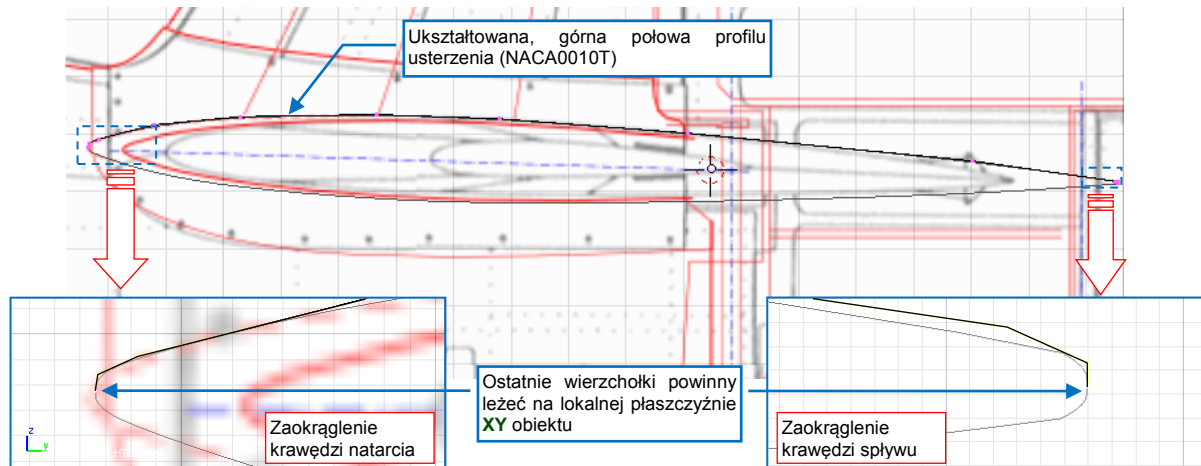 Ukształtowana, górna połowa profilu
usterzenia (NACA0010T)
Ostatnie wierzchołki powinny
leżeć na lokalnej płaszczyźnie
XY obiektu
Zaokrąglenie
krawędzi natarcia
Zaokrąglenie
krawędzi spływu
z
y